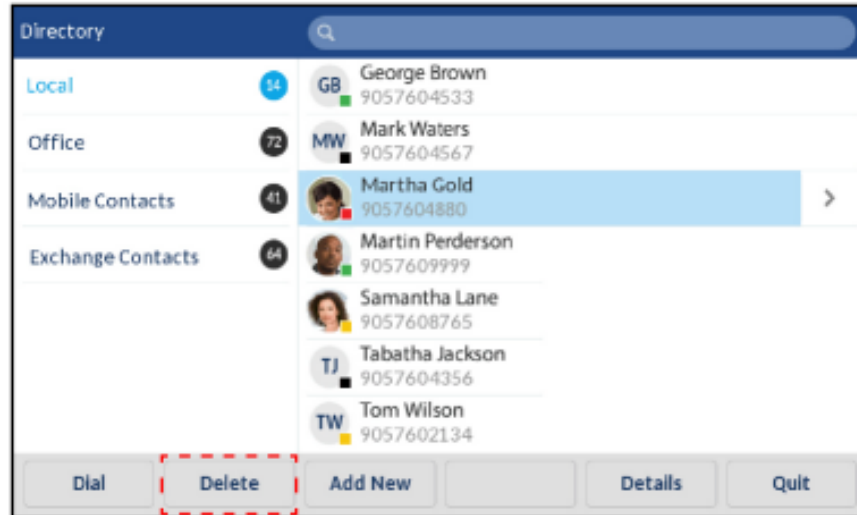 Directory
Local 14
Office 72
Mobile Contacts 41
Exchange Contacts 64
GB George Brown
9057604533
MW Mark Waters
9057604567
Martha Gold
9057604880
Martin Perderson
9057609999
Samantha Lane
9057608765
TJ Tabatha Jackson
9057604356
TW Tom Wilson
9057602134
Dial Delete Add New Details Quit